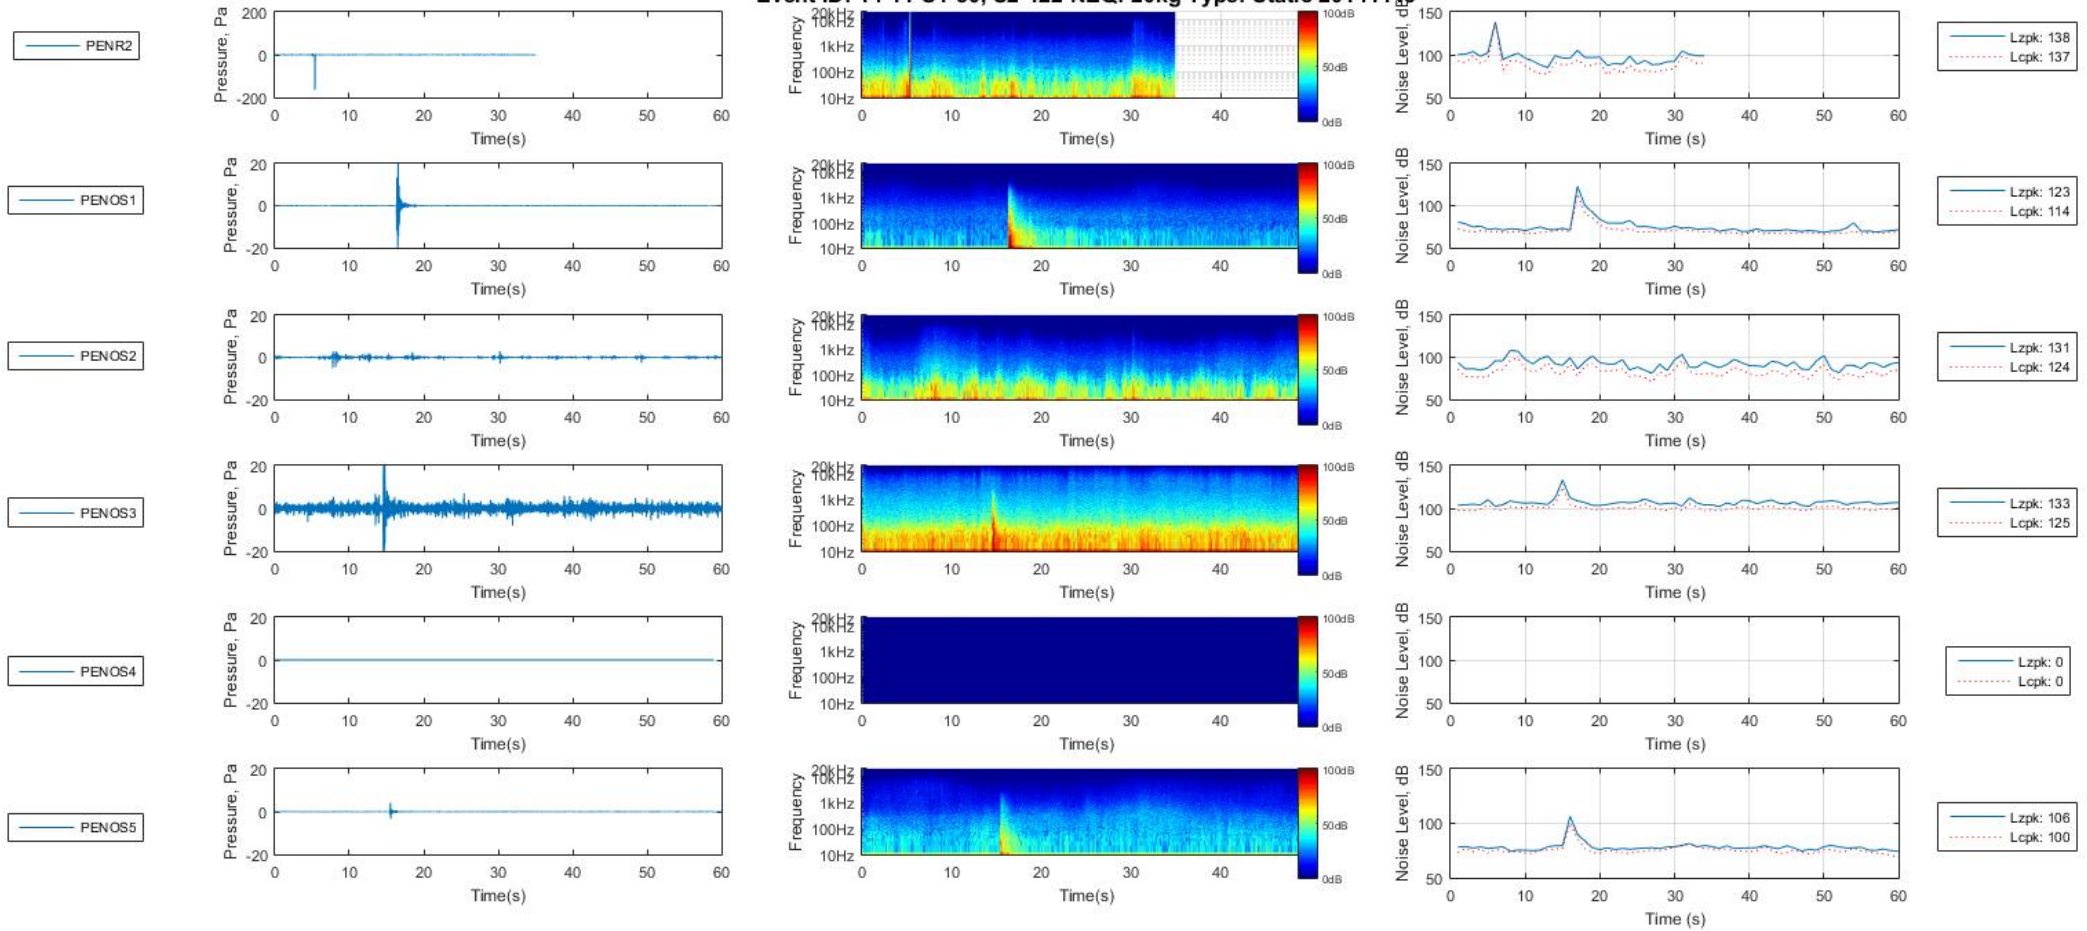 PENR2
200
0
-200
Pressure, Pa
0 10 20 30 40 50 60
Time(s)
20kHz
10kHz
1kHz
100Hz
10Hz
Frequency
0 10 20 30 40
Time(s)
100dB
50dB
0dB
150
100
50
Noise Level, dB
0 10 20 30 40 50 60
Time (s)
Lzpk: 138
Lcpk: 137
PENOS1
20
0
-20
Pressure, Pa
0 10 20 30 40 50 60
Time(s)
20kHz
10kHz
1kHz
100Hz
10Hz
Frequency
0 10 20 30 40
Time(s)
100dB
50dB
0dB
150
100
50
Noise Level, dB
0 10 20 30 40 50 60
Time (s)
Lzpk: 123
Lcpk: 114
PENOS2
20
0
-20
Pressure, Pa
0 10 20 30 40 50 60
Time(s)
20kHz
10kHz
1kHz
100Hz
10Hz
Frequency
0 10 20 30 40
Time(s)
100dB
50dB
0dB
150
100
50
Noise Level, dB
0 10 20 30 40 50 60
Time (s)
Lzpk: 131
Lcpk: 124
PENOS3
20
0
-20
Pressure, Pa
0 10 20 30 40 50 60
Time(s)
20kHz
10kHz
1kHz
100Hz
10Hz
Frequency
0 10 20 30 40
Time(s)
100dB
50dB
0dB
150
100
50
Noise Level, dB
0 10 20 30 40 50 60
Time (s)
Lzpk: 133
Lcpk: 125
PENOS4
20
0
-20
Pressure, Pa
0 10 20 30 40 50 60
Time(s)
20kHz
10kHz
1kHz
100Hz
10Hz
Frequency
0 10 20 30 40
Time(s)
100dB
50dB
0dB
150
100
50
Noise Level, dB
0 10 20 30 40 50 60
Time (s)
Lzpk: 0
Lcpk: 0
PENOS5
20
0
-20
Pressure, Pa
0 10 20 30 40 50 60
Time(s)
20kHz
10kHz
1kHz
100Hz
10Hz
Frequency
0 10 20 30 40
Time(s)
100dB
50dB
0dB
150
100
50
Noise Level, dB
0 10 20 30 40 50 60
Time (s)
Lzpk: 106
Lcpk: 100